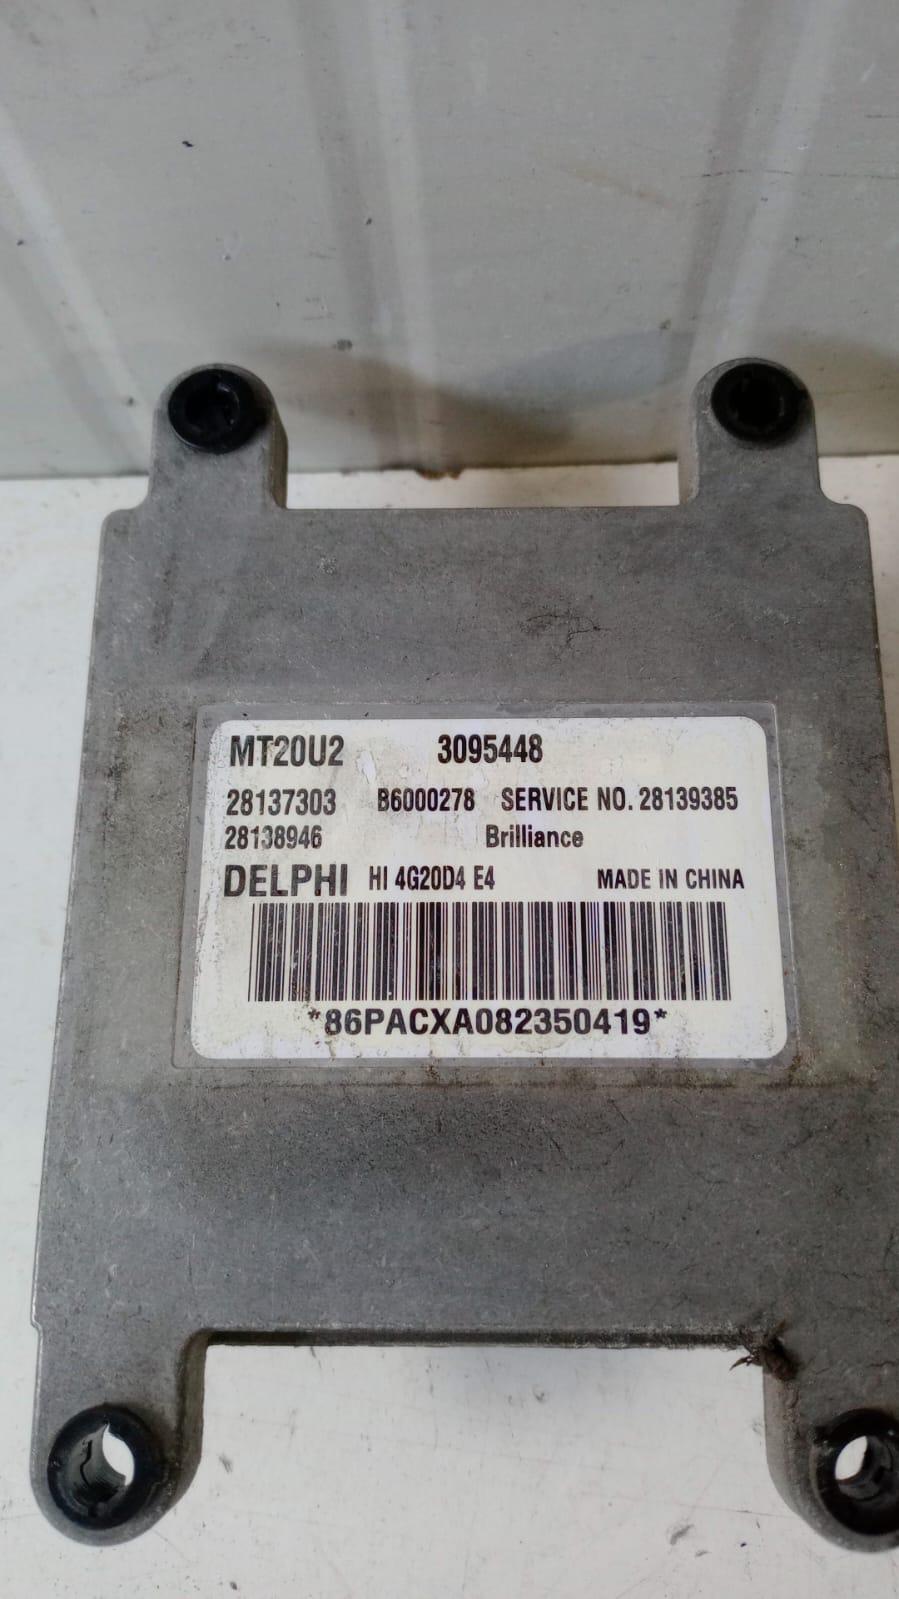 MT20U2 3095448
28137303 B6000278 SERVICE NO. 28139385
28138946 Brilliance
DELPHI HI 4G20D4 E4 MADE IN CHINA
*86PACXA082350419*